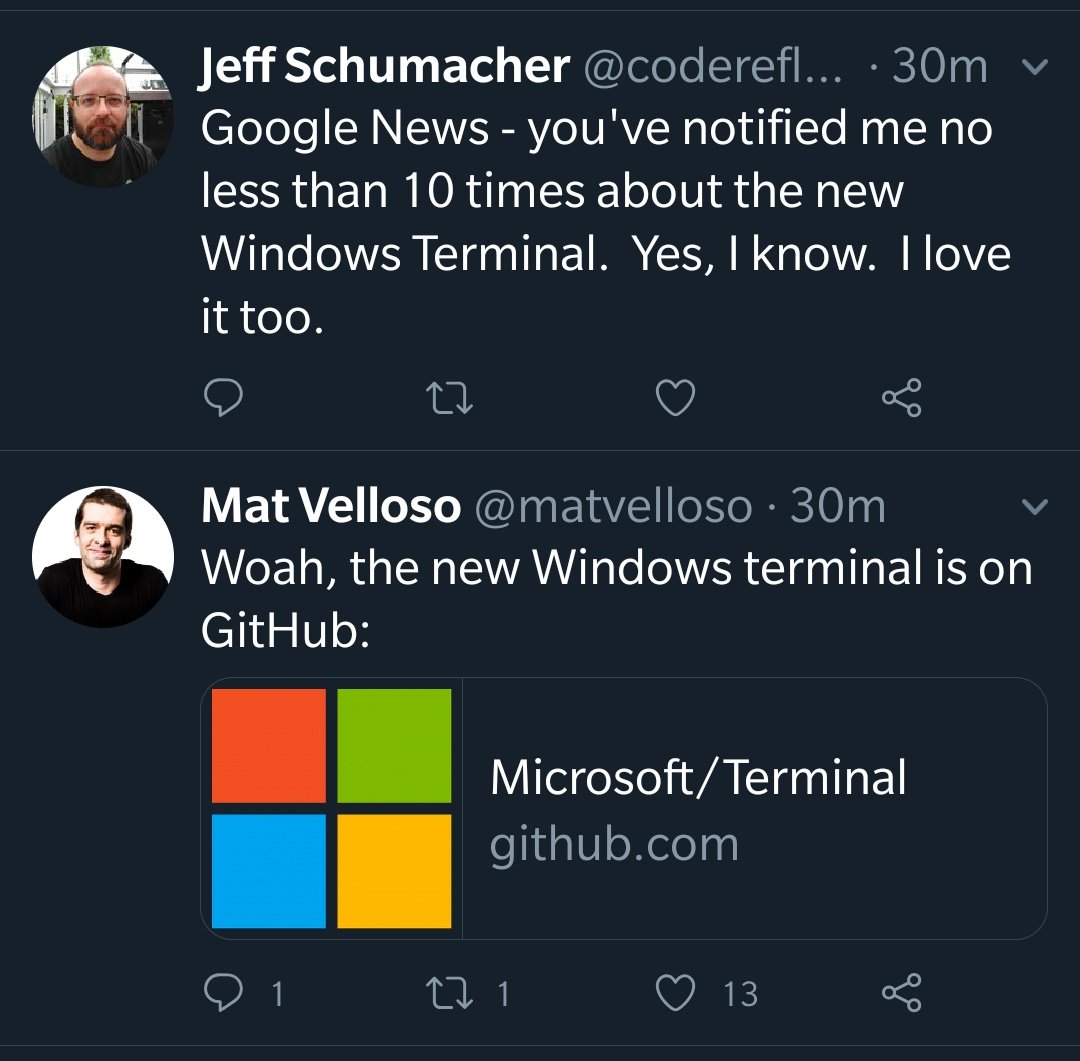 Jeff Schumacher @coderefl... · 30m
Google News - you've notified me no
less than 10 times about the new
Windows Terminal.  Yes, I know.  I love
it too.
Mat Velloso @matvelloso · 30m
Woah, the new Windows terminal is on
GitHub:
Microsoft/Terminal
github.com
1 1 13